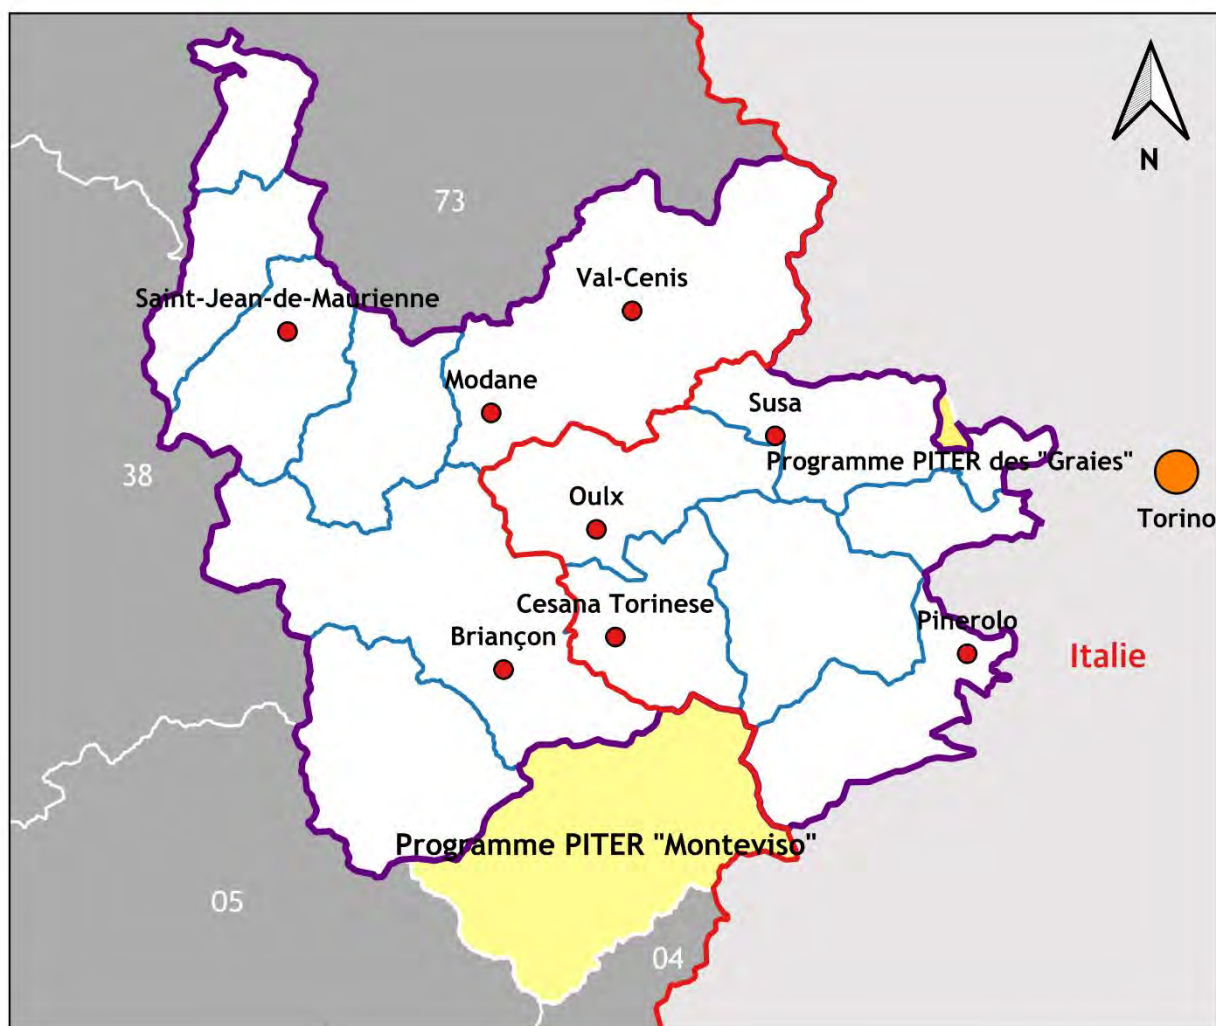 N
73
Val-Cenis
Saint-Jean-de-Maurienne
Modane
Susa
Programme PITER des "Graies"
38
Oulx
Torino
Cesana Torinese
Pinerolo
Briançon
Italie
Programme PITER "Monteviso"
05
04